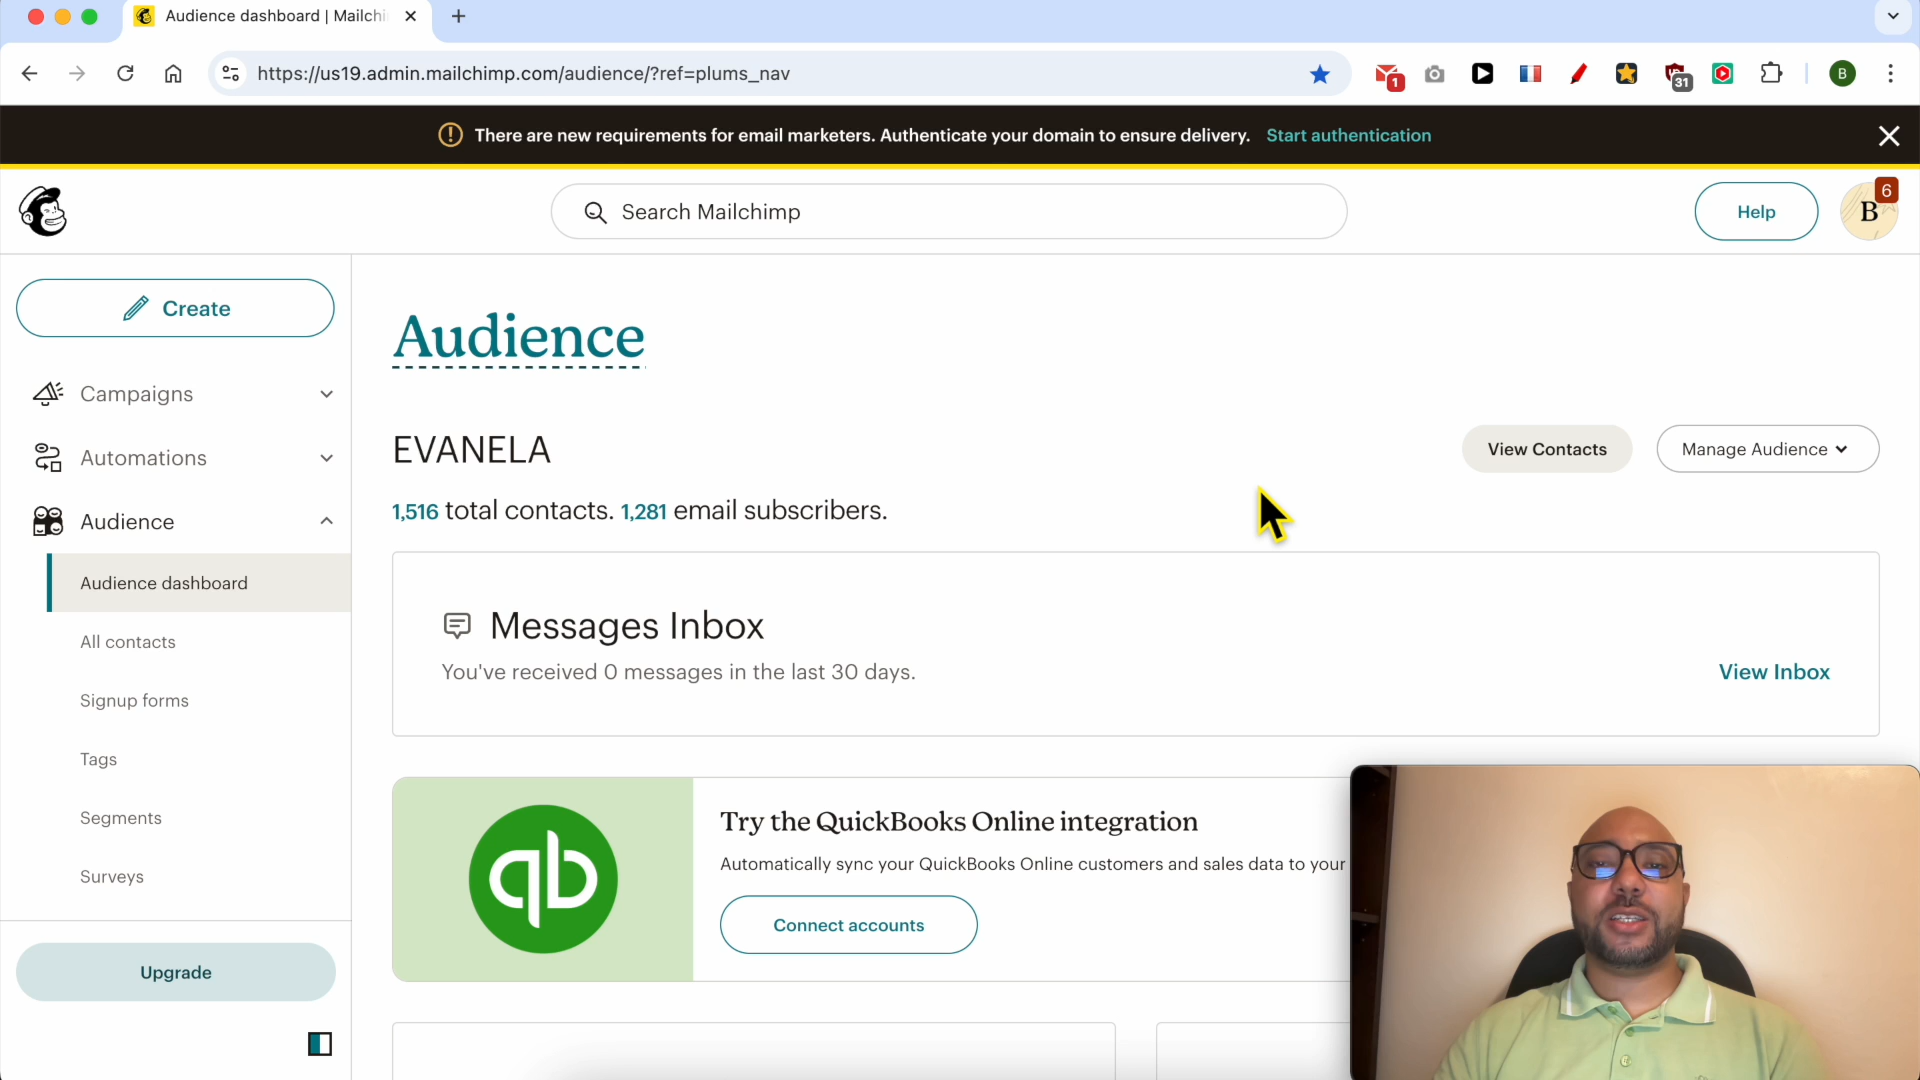 Audience dashboard | Mailchi
https://us19.admin.mailchimp.com/audience/?ref=plums_nav
1
31
B
There are new requirements for email marketers. Authenticate your domain to ensure delivery. Start authentication
Search Mailchimp
Help
B
6
Create
Campaigns
Automations
Audience
Audience dashboard
All contacts
Signup forms
Tags
Segments
Surveys
Upgrade
Audience
EVANELA
View Contacts
Manage Audience
1,516 total contacts. 1,281 email subscribers.
Messages Inbox
You've received 0 messages in the last 30 days.
View Inbox
qb
Try the QuickBooks Online integration
Automatically sync your QuickBooks Online customers and sales data to your
Connect accounts